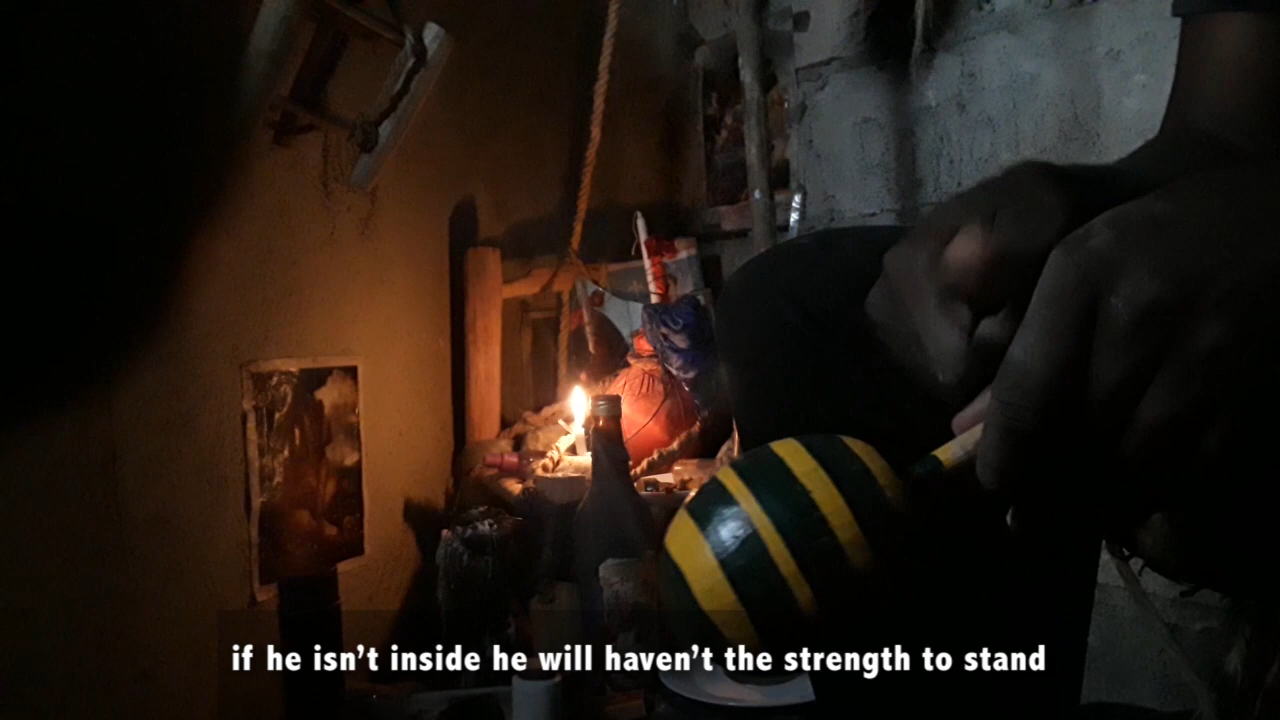 if he isn't inside he will haven't the strength to stand